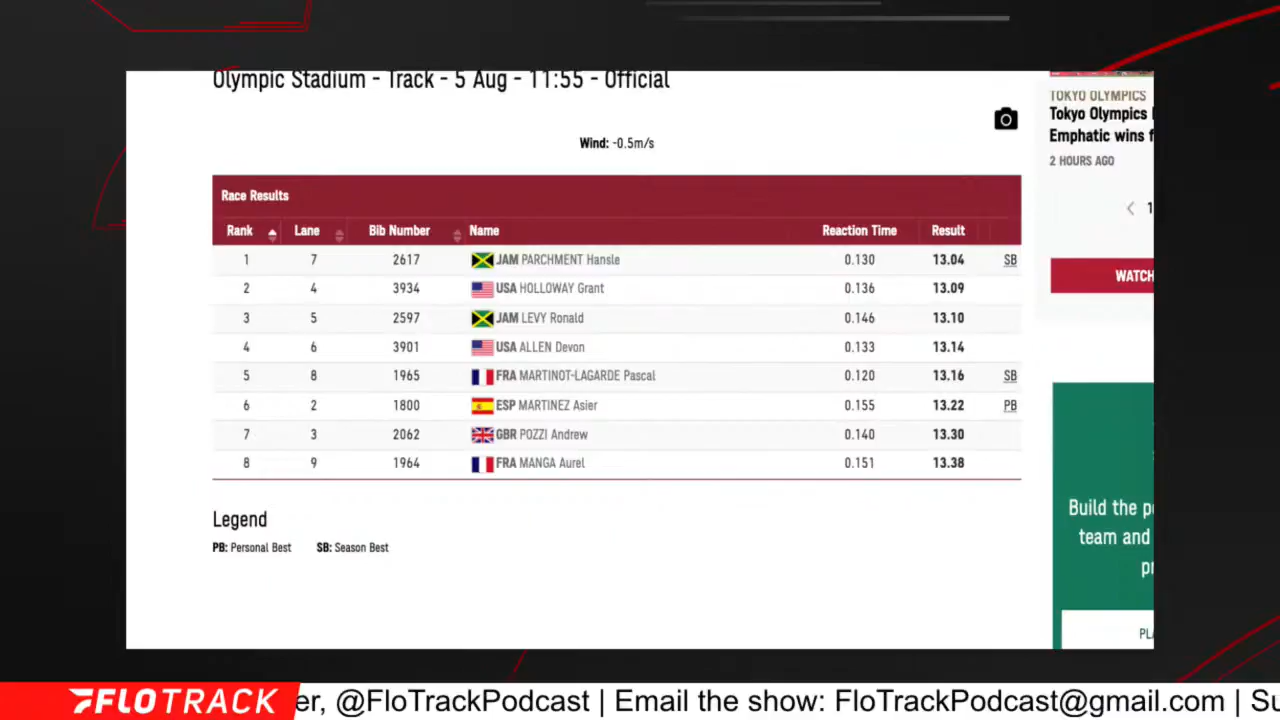 Olympic Stadium - Track - 5 Aug - 11:55 - Official
Wind: -0.5m/s
Race Results
Rank Lane Bib Number Name Reaction Time Result
1 7 2617 JAM PARCHMENT Hansle 0.130 13.04 SB
2 4 3934 USA HOLLOWAY Grant 0.136 13.09
3 5 2597 JAM LEVY Ronald 0.146 13.10
4 6 3901 USA ALLEN Devon 0.133 13.14
5 8 1965 FRA MARTINOT-LAGARDE Pascal 0.120 13.16 SB
6 2 1800 ESP MARTINEZ Asier 0.155 13.22 PB
7 3 2062 GBR POZZI Andrew 0.140 13.30
8 9 1964 FRA MANGA Aurel 0.151 13.38
Legend
PB: Personal Best SB: Season Best
TOKYO OLYMPICS
Tokyo Olympics
Emphatic wins f
2 HOURS AGO
1
WATCH
Build the p
team and
pr
PLA
FLOTRACK
er, @FloTrackPodcast | Email the show: FloTrackPodcast@gmail.com | Su